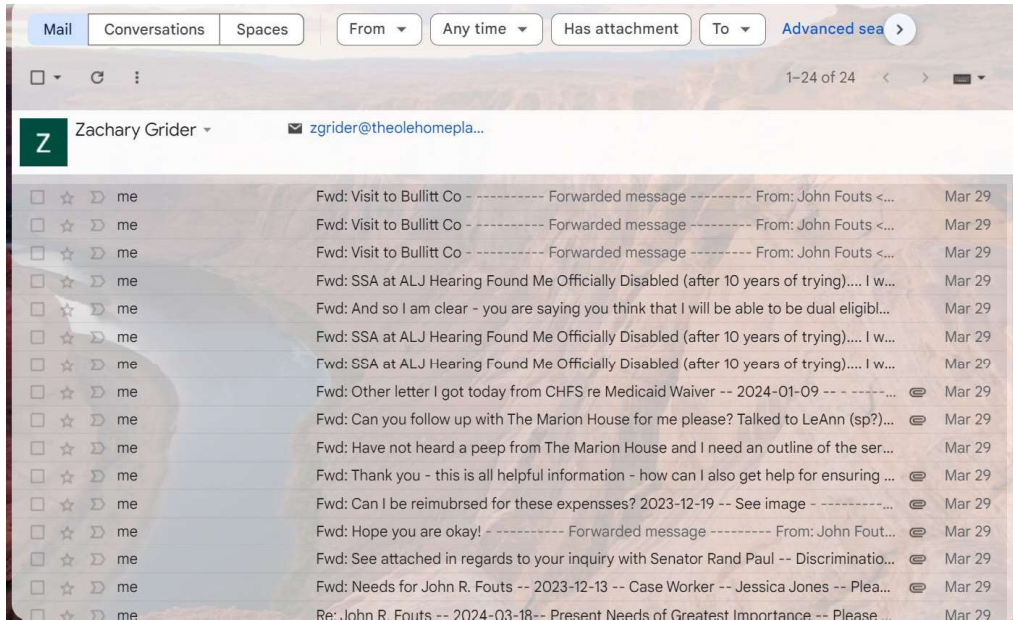 Mail Conversations Spaces From Any time Has attachment To Advanced sea
1–24 of 24
Z Zachary Grider zgrider@theolehomepla...
me Fwd: Visit to Bullitt Co - ---------- Forwarded message --------- From: John Fouts <... Mar 29
me Fwd: Visit to Bullitt Co - ---------- Forwarded message --------- From: John Fouts <... Mar 29
me Fwd: Visit to Bullitt Co - ---------- Forwarded message --------- From: John Fouts <... Mar 29
me Fwd: SSA at ALJ Hearing Found Me Officially Disabled (after 10 years of trying).... I w... Mar 29
me Fwd: And so I am clear - you are saying you think that I will be able to be dual eligibl... Mar 29
me Fwd: SSA at ALJ Hearing Found Me Officially Disabled (after 10 years of trying).... I w... Mar 29
me Fwd: SSA at ALJ Hearing Found Me Officially Disabled (after 10 years of trying).... I w... Mar 29
me Fwd: Other letter I got today from CHFS re Medicaid Waiver -- 2024-01-09 -- - - -----... Mar 29
me Fwd: Can you follow up with The Marion House for me please? Talked to LeAnn (sp?)... Mar 29
me Fwd: Have not heard a peep from The Marion House and I need an outline of the ser... Mar 29
me Fwd: Thank you - this is all helpful information - how can I also get help for ensuring ... Mar 29
me Fwd: Can I be reimubrsed for these expensses? 2023-12-19 -- See image - ---------... Mar 29
me Fwd: Hope you are okay! - ---------- Forwarded message --------- From: John Fout... Mar 29
me Fwd: See attached in regards to your inquiry with Senator Rand Paul -- Discriminatio... Mar 29
me Fwd: Needs for John R. Fouts -- 2023-12-13 -- Case Worker -- Jessica Jones -- Plea... Mar 29
me Re: John R. Fouts -- 2024-03-18-- Present Needs of Greatest Importance -- Please ... Mar 29